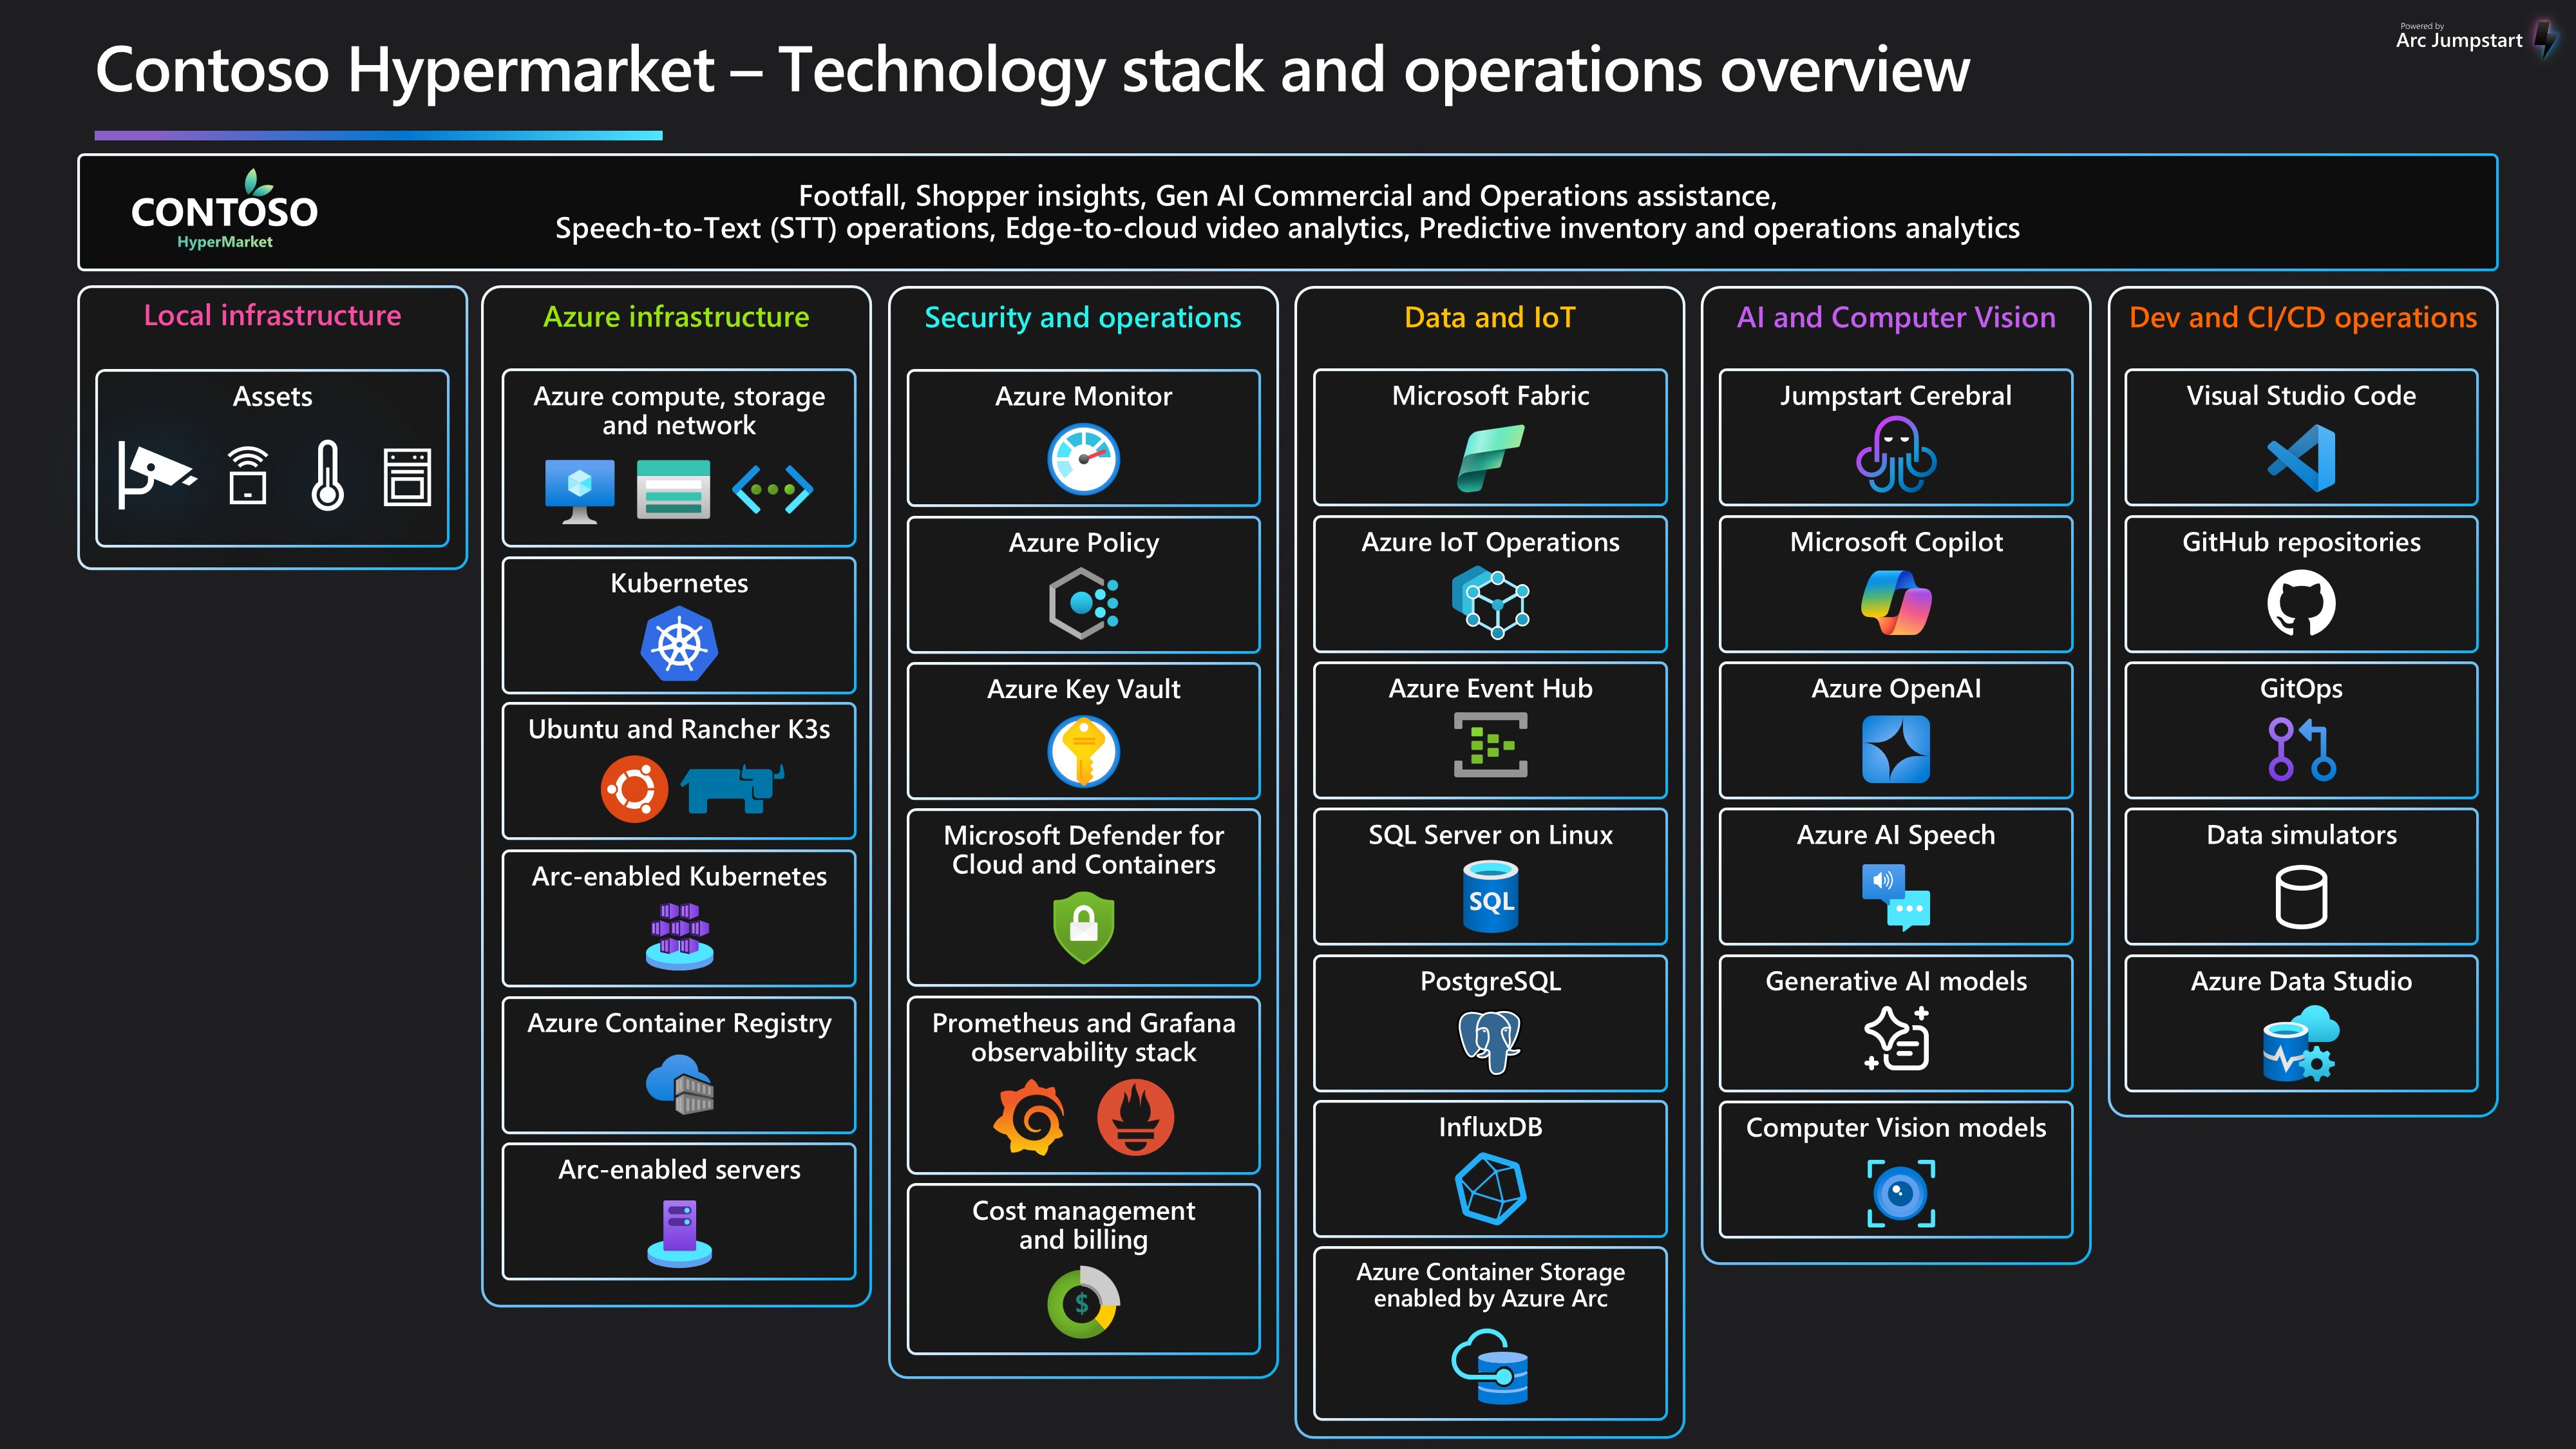 Powered by
Arc Jumpstart
Contoso Hypermarket – Technology stack and operations overview
CONTOSO
HyperMarket
Footfall, Shopper insights, Gen AI Commercial and Operations assistance,
Speech-to-Text (STT) operations, Edge-to-cloud video analytics, Predictive inventory and operations analytics
Local infrastructure
Assets
Azure infrastructure
Azure compute, storage
and network
Kubernetes
Ubuntu and Rancher K3s
Arc-enabled Kubernetes
Azure Container Registry
Arc-enabled servers
Security and operations
Azure Monitor
Azure Policy
Azure Key Vault
Microsoft Defender for
Cloud and Containers
Prometheus and Grafana
observability stack
Cost management
and billing
$
Data and IoT
Microsoft Fabric
Azure IoT Operations
Azure Event Hub
SQL Server on Linux
SQL
PostgreSQL
InfluxDB
Azure Container Storage
enabled by Azure Arc
AI and Computer Vision
Jumpstart Cerebral
Microsoft Copilot
Azure OpenAI
Azure AI Speech
Generative AI models
Computer Vision models
Dev and CI/CD operations
Visual Studio Code
GitHub repositories
GitOps
Data simulators
Azure Data Studio